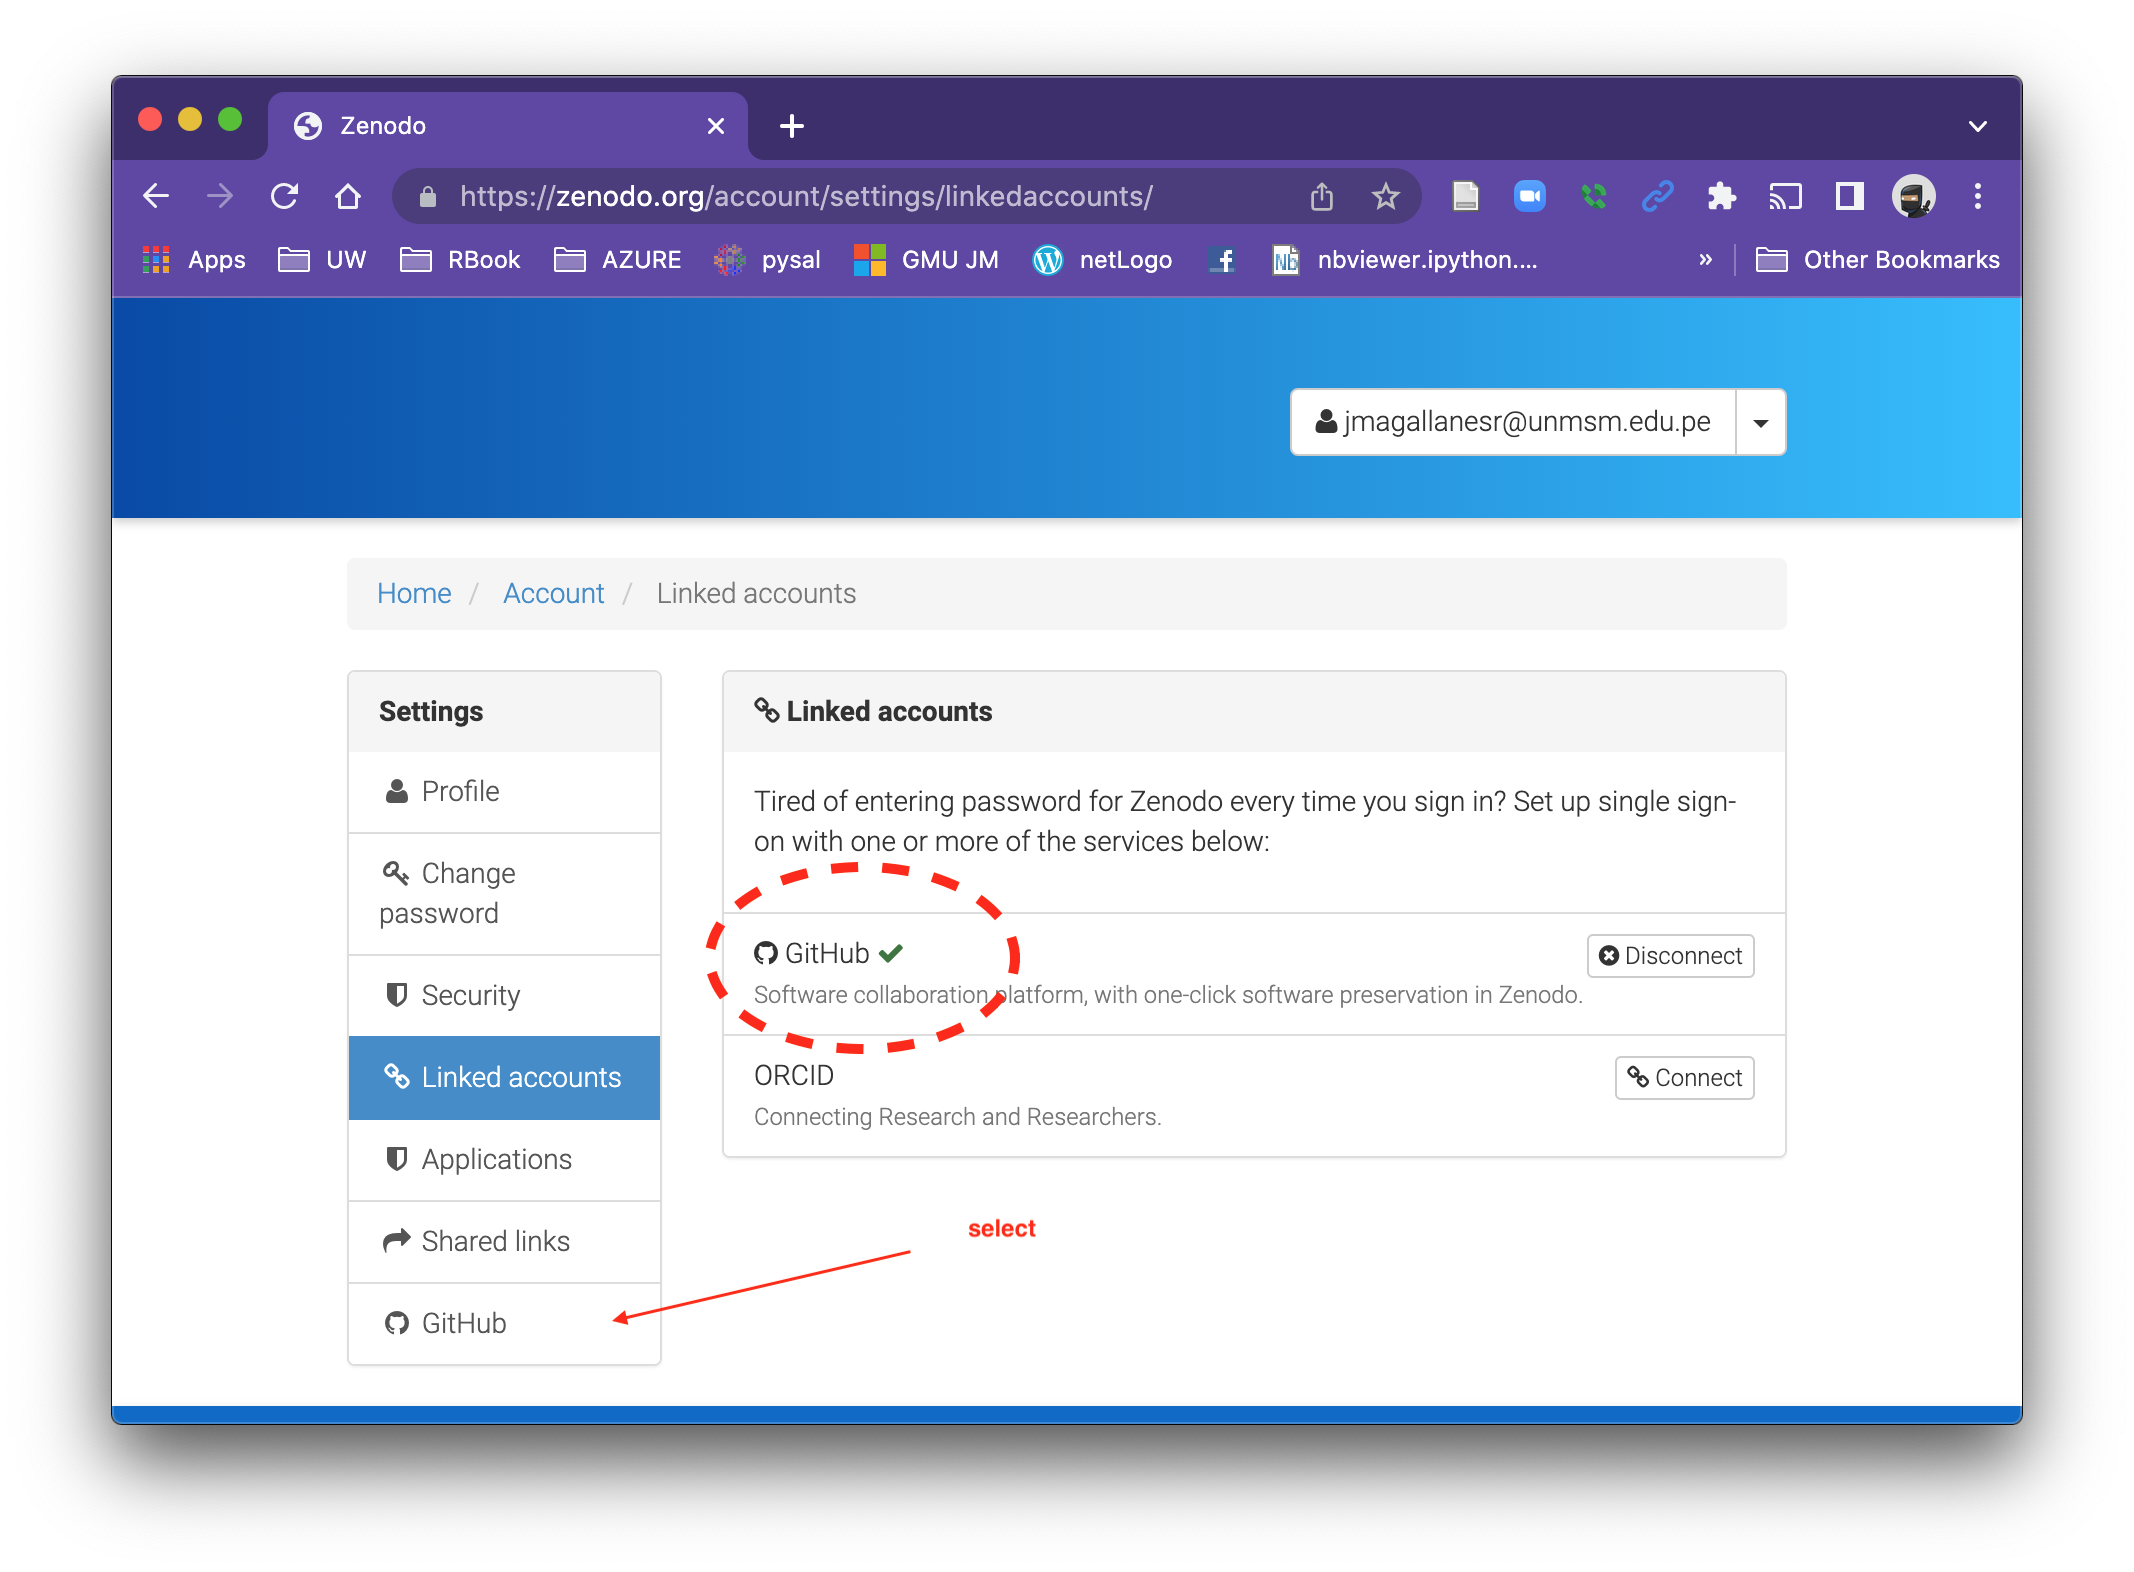 Zenodo
https://zenodo.org/account/settings/linkedaccounts/
Apps UW RBook AZURE pysal GMU JM netLogo nbviewer.ipython.... » Other Bookmarks
jmagallanesr@unmsm.edu.pe
Home / Account / Linked accounts
Settings
Profile
Change
password
Security
Linked accounts
Applications
Shared links
GitHub
Linked accounts
Tired of entering password for Zenodo every time you sign in? Set up single sign-
on with one or more of the services below:
GitHub
Disconnect
Software collaboration platform, with one-click software preservation in Zenodo.
ORCID
Connect
Connecting Research and Researchers.
select